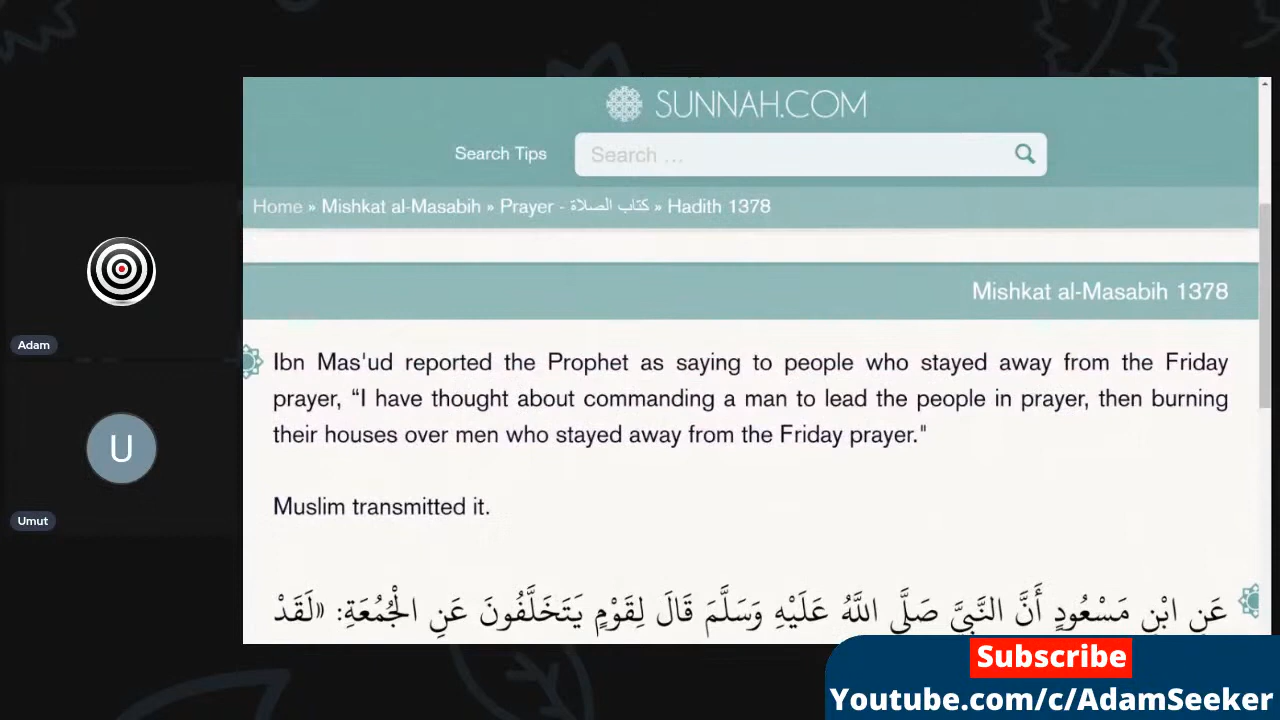 SUNNAH.COM
Search Tips
Search ...
Home » Mishkat al-Masabih » Prayer - كتاب الصلاة » Hadith 1378
Mishkat al-Masabih 1378
Ibn Mas'ud reported the Prophet as saying to people who stayed away from the Friday
prayer, “I have thought about commanding a man to lead the people in prayer, then burning
their houses over men who stayed away from the Friday prayer."
Muslim transmitted it.
عَنِ ابْنِ مَسْعُودٍ أَنَّ النَّبِيَّ صَلَّى اللَّهُ عَلَيْهِ وَسَلَّمَ قَالَ لِقَوْمٍ يَتَخَلَّفُونَ عَنِ الْجُمُعَةِ: «لَقَدْ
Adam
U
Umut
Subscribe
Youtube.com/c/AdamSeeker